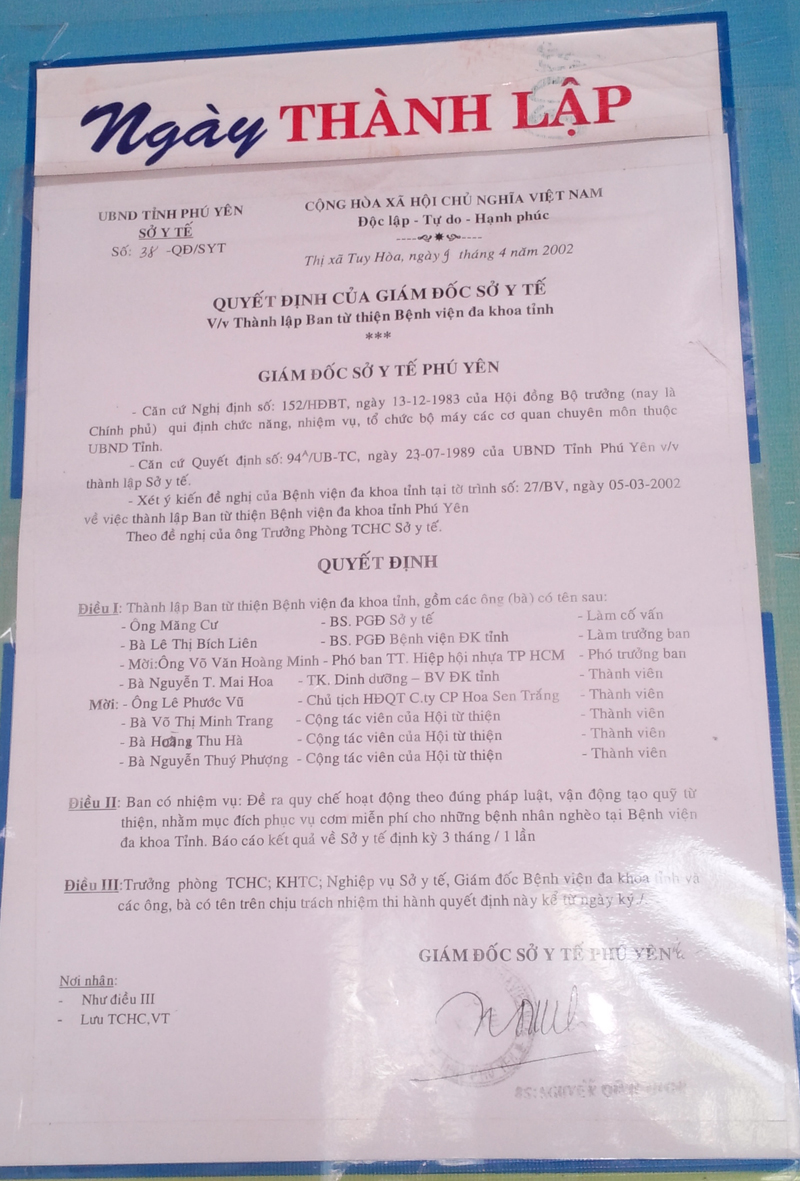 Ngày THÀNH LẬP
UBND TỈNH PHÚ YÊN
SỞ Y TẾ
Số: 38 -QĐ/SYT
CỘNG HÒA XÃ HỘI CHỦ NGHĨA VIỆT NAM
Độc lập - Tự do - Hạnh phúc
Thị xã Tuy Hòa, ngày 9 tháng 4 năm 2002
QUYẾT ĐỊNH CỦA GIÁM ĐỐC SỞ Y TẾ
V/v Thành lập Ban từ thiện Bệnh viện đa khoa tỉnh
***
GIÁM ĐỐC SỞ Y TẾ PHÚ YÊN
- Căn cứ Nghị định số: 152/HĐBT, ngày 13-12-1983 của Hội đồng Bộ trưởng (nay là
Chính phủ) qui định chức năng, nhiệm vụ, tổ chức bộ máy các cơ quan chuyên môn thuộc
UBND Tỉnh.
- Căn cứ Quyết định số: 94A/UB-TC, ngày 23-07-1989 của UBND Tỉnh Phú Yên v/v
thành lập Sở y tế.
- Xét ý kiến đề nghị của Bệnh viện đa khoa tỉnh tại tờ trình số: 27/BV, ngày 05-03-2002
về việc thành lập Ban từ thiện Bệnh viện đa khoa tỉnh Phú Yên
Theo đề nghị của ông Trưởng Phòng TCHC Sở y tế.
QUYẾT ĐỊNH
Điều I: Thành lập Ban từ thiện Bệnh viện đa khoa tỉnh, gồm các ông (bà) có tên sau:
- Ông Măng Cư - BS. PGĐ Sở y tế - Làm cố vấn
- Bà Lê Thị Bích Liên - BS. PGĐ Bệnh viện ĐK tỉnh - Làm trưởng ban
- Mời:Ông Võ Văn Hoàng Minh - Phó ban TT. Hiệp hội nhựa TP HCM - Phó trưởng ban
- Bà Nguyễn T. Mai Hoa - TK. Dinh dưỡng – BV ĐK tỉnh - Thành viên
Mời: - Ông Lê Phước Vũ - Chủ tịch HĐQT C.ty CP Hoa Sen Trắng - Thành viên
- Bà Võ Thị Minh Trang - Cộng tác viên của Hội từ thiện - Thành viên
- Bà Hoàng Thu Hà - Cộng tác viên của Hội từ thiện - Thành viên
- Bà Nguyễn Thuý Phượng - Cộng tác viên của Hội từ thiện - Thành viên
Điều II: Ban có nhiệm vụ: Đề ra quy chế hoạt động theo đúng pháp luật, vận động tạo quỹ từ
thiện, nhằm mục đích phục vụ cơm miễn phí cho những bệnh nhân nghèo tại Bệnh viên
đa khoa Tỉnh. Báo cáo kết quả về Sở y tế định kỳ 3 tháng / 1 lần
Điều III:Trưởng phòng TCHC; KHTC; Nghiệp vụ Sở y tế, Giám đốc Bệnh viện đa khoa tỉnh và
các ông, bà có tên trên chịu trách nhiệm thi hành quyết định này kể từ ngày ký./.
GIÁM ĐỐC SỞ Y TẾ PHÚ YÊN
Nơi nhận:
- Như điều III
- Lưu TCHC,VT